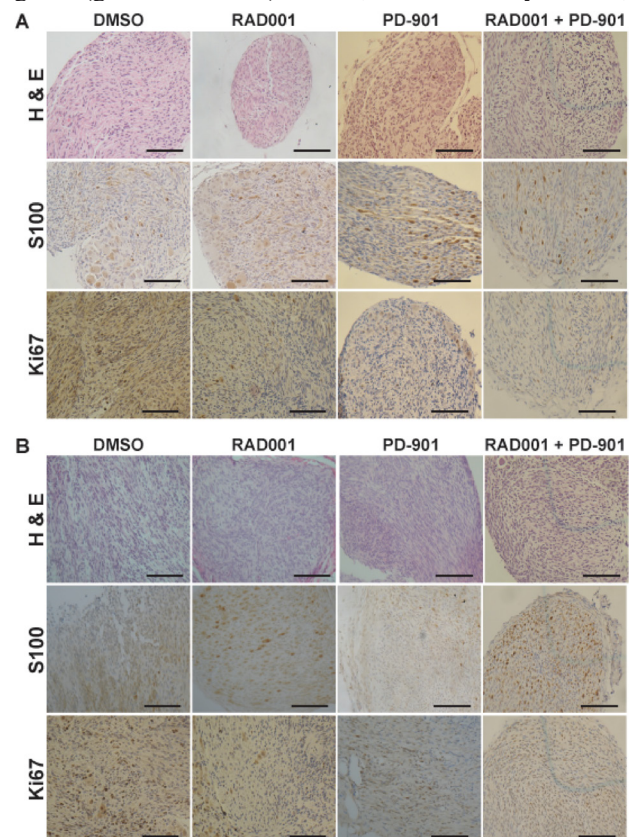 A
DMSO RAD001 PD-901 RAD001 + PD-901
H & E
S100
Ki67
B
DMSO RAD001 PD-901 RAD001 + PD-901
H & E
S100
Ki67